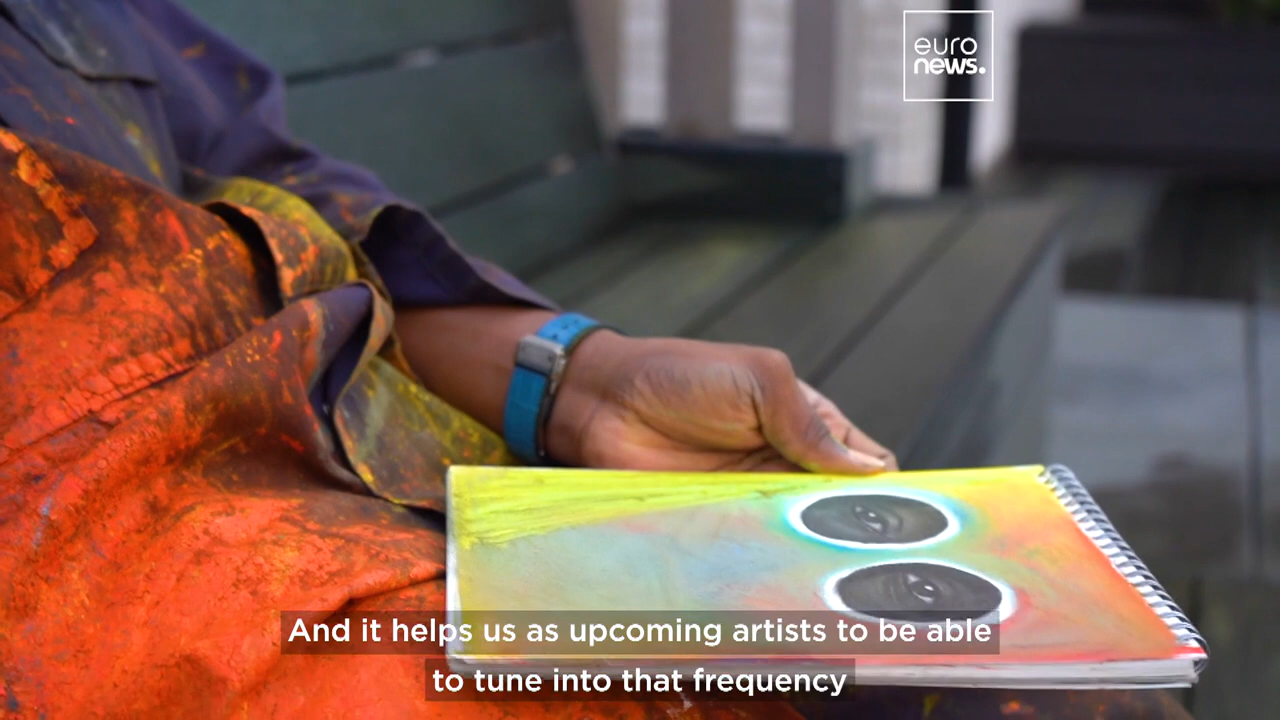 euro
news.
And it helps us as upcoming artists to be able
to tune into that frequency